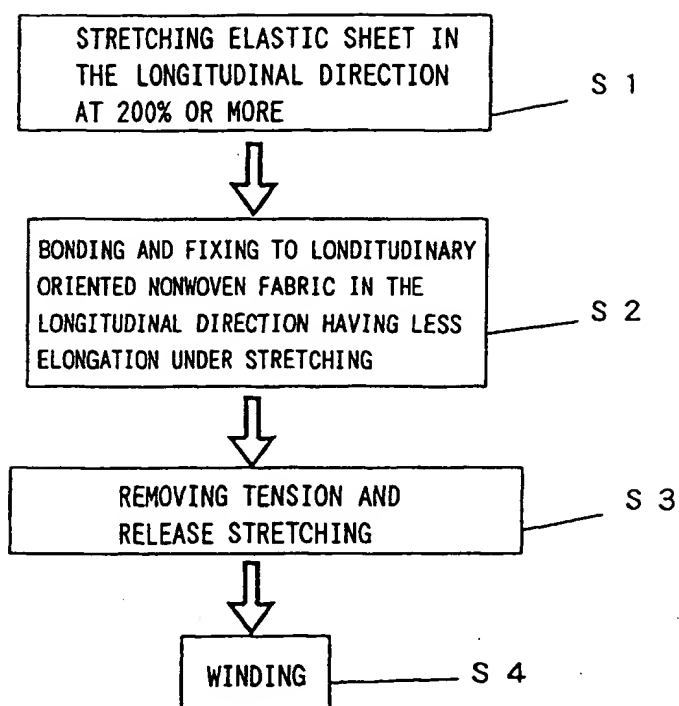 STRETCHING ELASTIC SHEET IN
THE LONGITUDINAL DIRECTION
AT 200% OR MORE
S 1
BONDING AND FIXING TO LONDITUDINARY
ORIENTED NONWOVEN FABRIC IN THE
LONGITUDINAL DIRECTION HAVING LESS
ELONGATION UNDER STRETCHING
S 2
REMOVING TENSION AND
RELEASE STRETCHING
S 3
WINDING
S 4